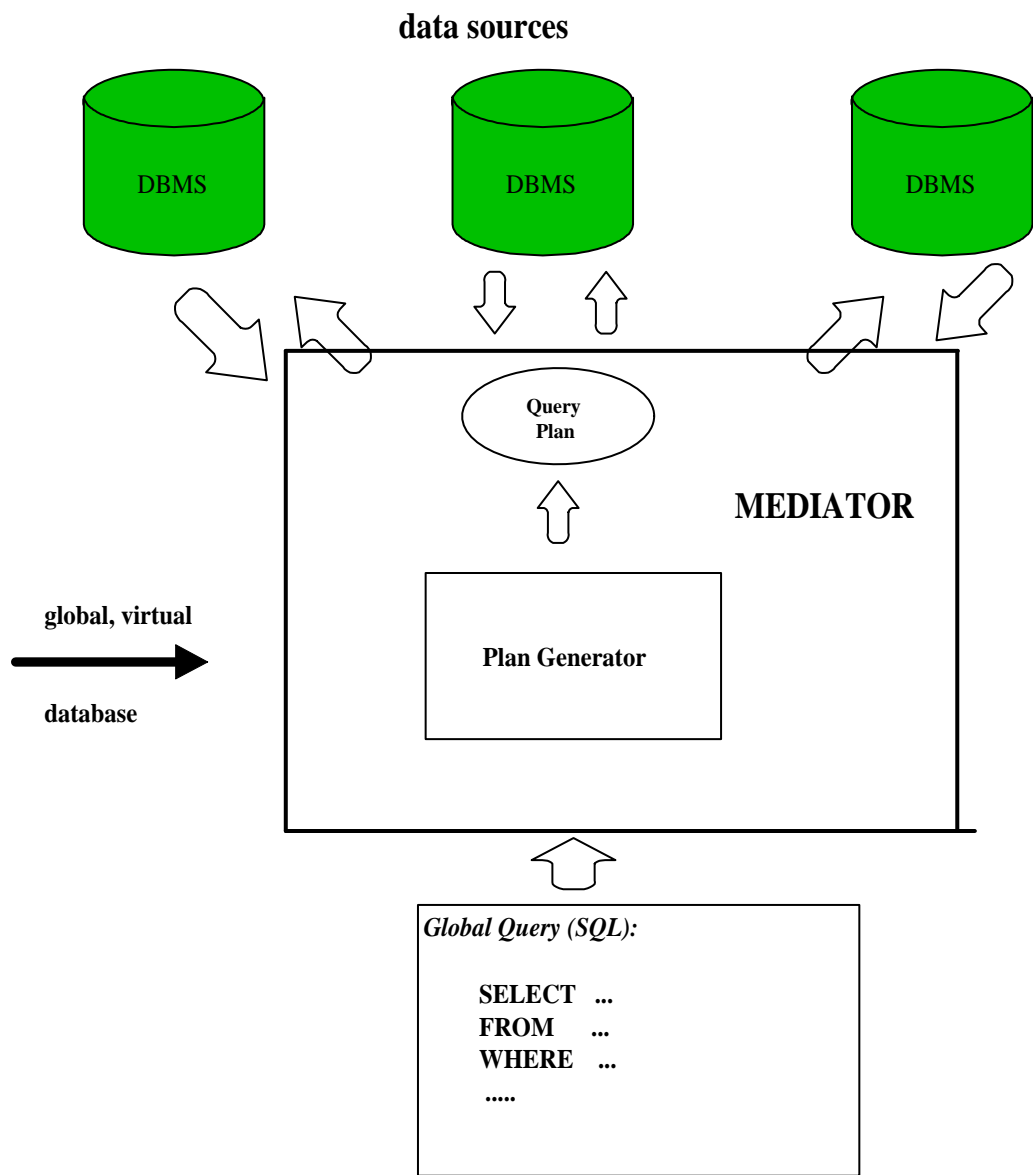 data sources
DBMS
DBMS
DBMS
Query
Plan
MEDIATOR
global, virtual
Plan Generator
database
Global Query (SQL):
SELECT ...
FROM ...
WHERE ...
.....